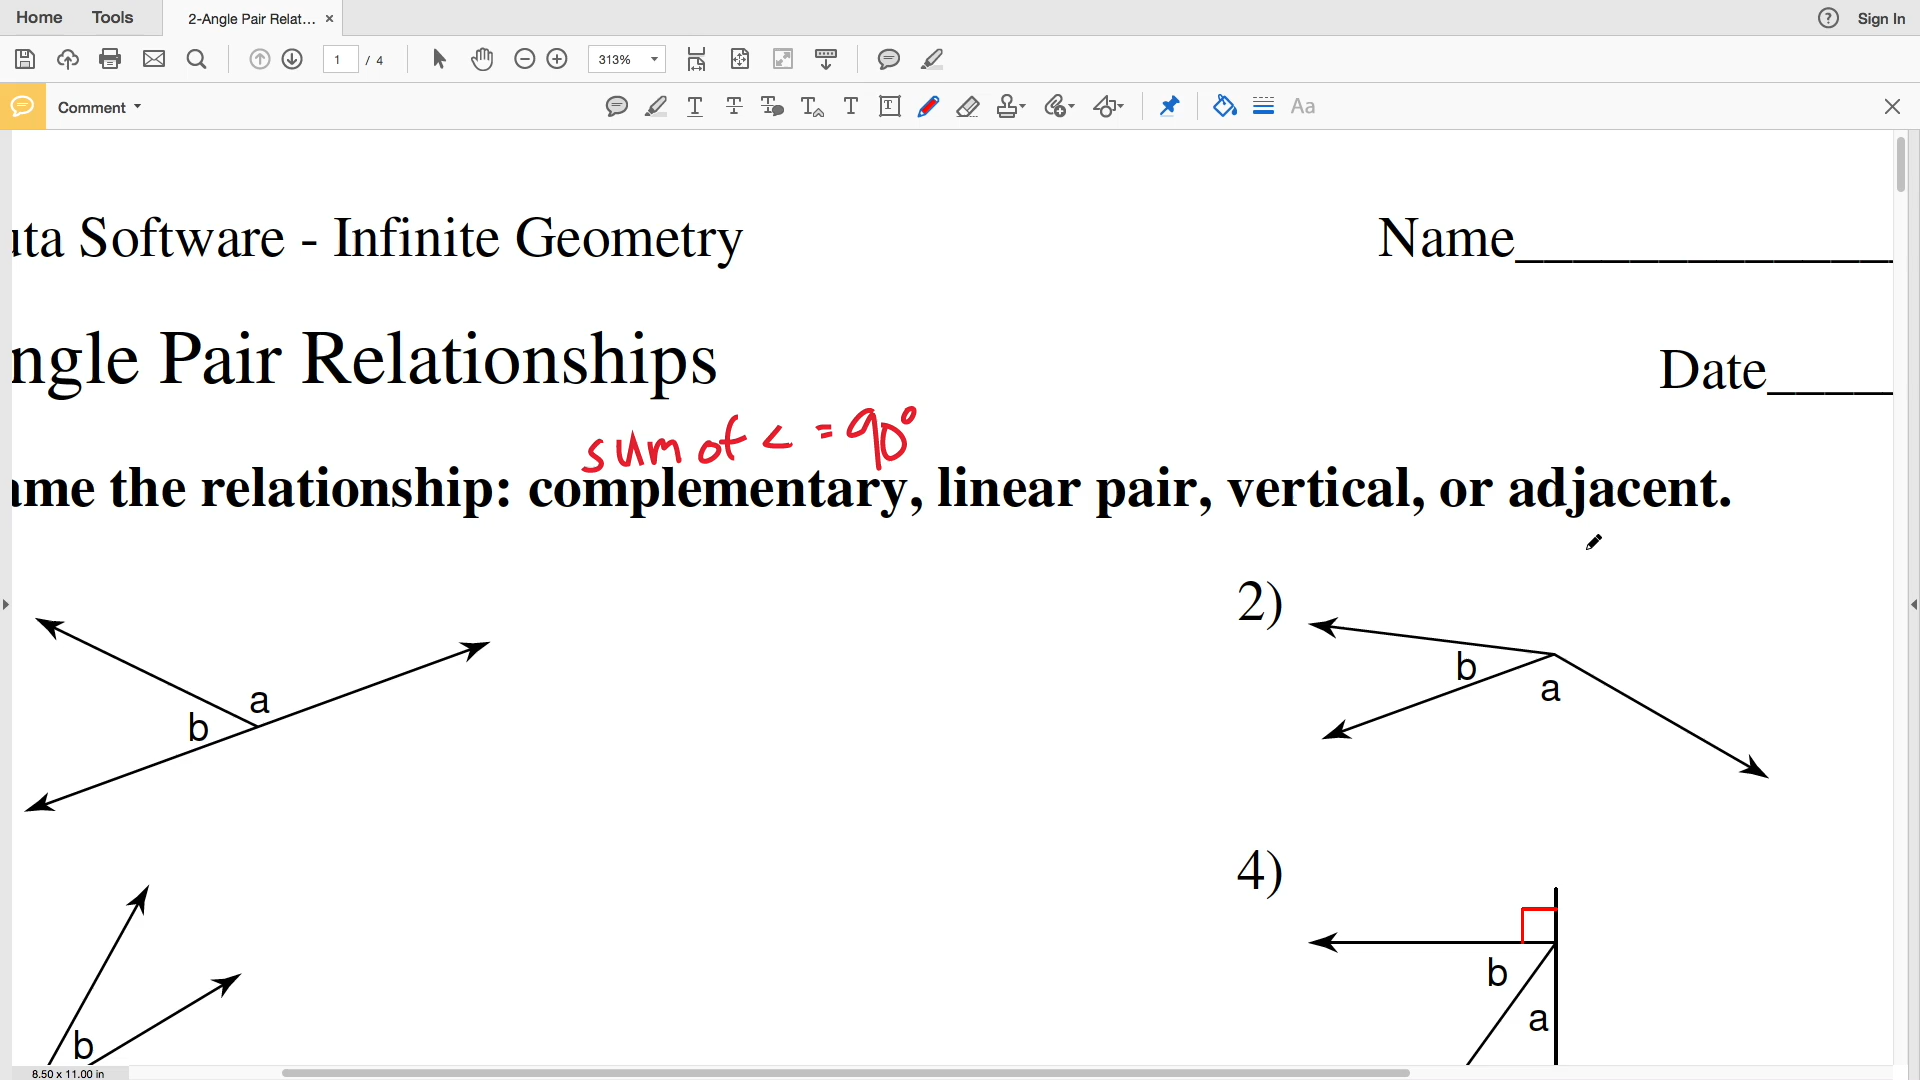 Home Tools 2-Angle Pair Relat... × ? Sign In
1 / 4 313%
Comment Aa
uta Software - Infinite Geometry Name
ngle Pair Relationships Date
sum of < = 90°
ame the relationship: complementary, linear pair, vertical, or adjacent.
2)
a
b
b
a
4)
b
a
b
8.50 x 11.00 in